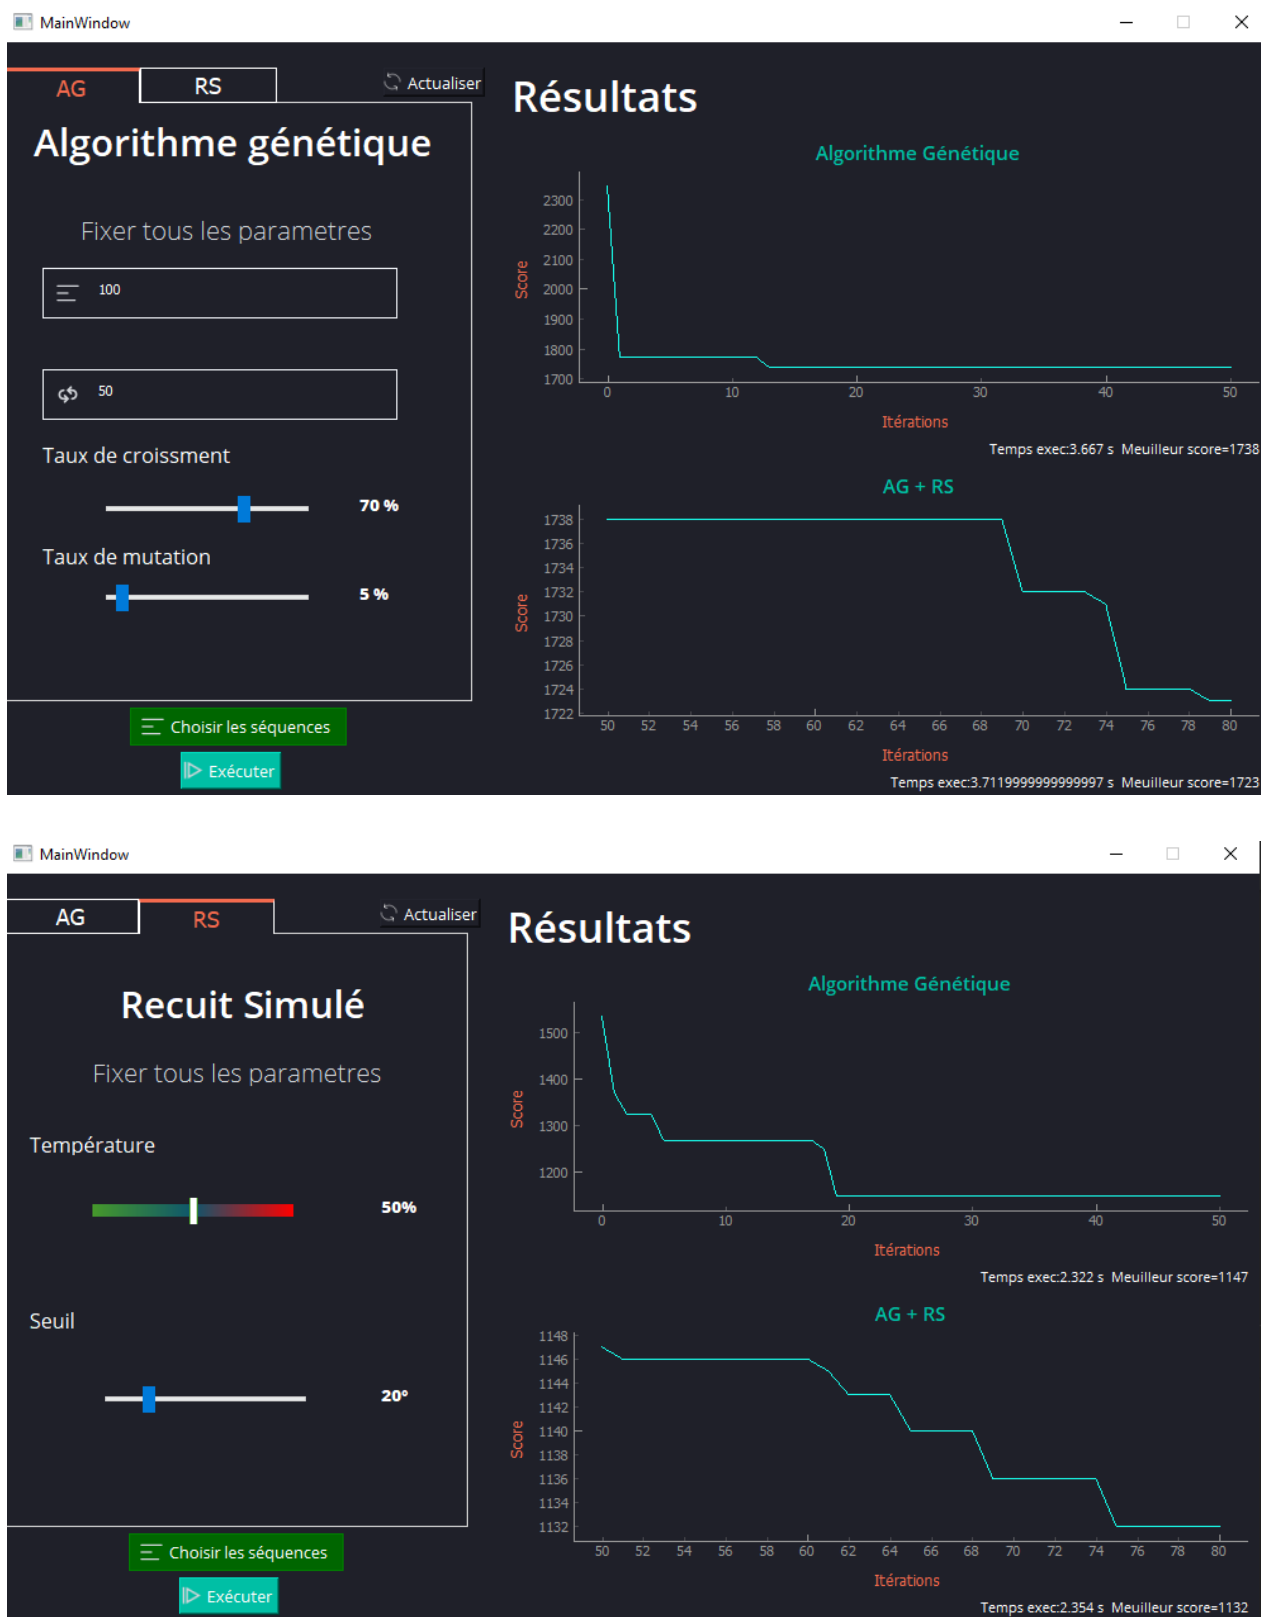 MainWindow
AG
RS
Actualiser
Algorithme génétique
Fixer tous les parametres
100
50
Taux de croissment
70 %
Taux de mutation
5 %
Choisir les séquences
Exécuter
Résultats
Algorithme Génétique
Score
2300
2200
2100
2000
1900
1800
1700
0 10 20 30 40 50
Itérations
Temps exec:3.667 s Meuilleur score=1738
AG + RS
Score
1738
1736
1734
1732
1730
1728
1726
1724
1722
50 52 54 56 58 60 62 64 66 68 70 72 74 76 78 80
Itérations
Temps exec:3.7119999999999997 s Meuilleur score=1723
MainWindow
AG
RS
Actualiser
Recuit Simulé
Fixer tous les parametres
Température
50%
Seuil
20°
Choisir les séquences
Exécuter
Résultats
Algorithme Génétique
Score
1500
1400
1300
1200
0 10 20 30 40 50
Itérations
Temps exec:2.322 s Meuilleur score=1147
AG + RS
Score
1148
1146
1144
1142
1140
1138
1136
1134
1132
50 52 54 56 58 60 62 64 66 68 70 72 74 76 78 80
Itérations
Temps exec:2.354 s Meuilleur score=1132